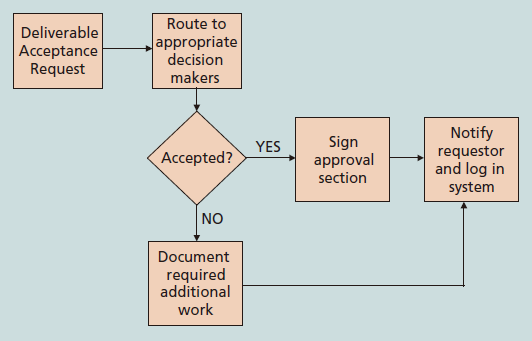 Deliverable
Acceptance
Request
Route to
appropriate
decision
makers
Accepted?
YES
Sign
approval
section
Notify
requestor
and log in
system
NO
Document
required
additional
work